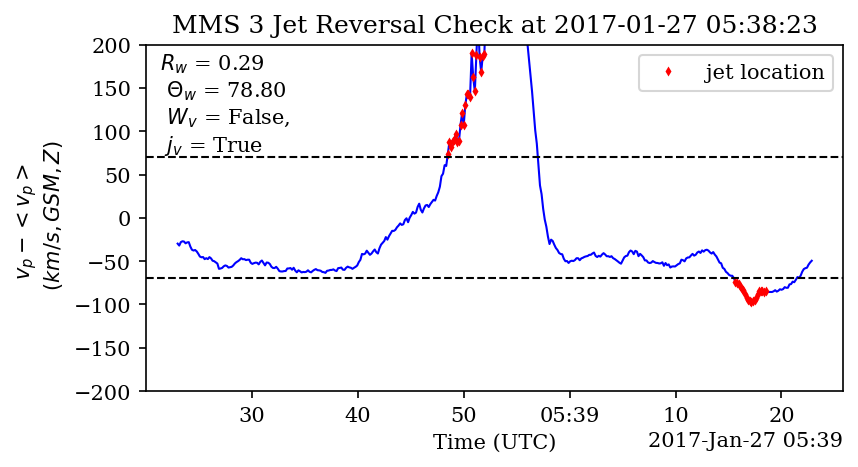 MMS 3 Jet Reversal Check at 2017-01-27 05:38:23
R_w = 0.29
Θ_w = 78.80
W_v = False,
j_v = True
jet location
v_p − < v_p >
(km/s, GSM, Z)
200
150
100
50
0
−50
−100
−150
−200
30 40 50 05:39 10 20
Time (UTC)
2017-Jan-27 05:39